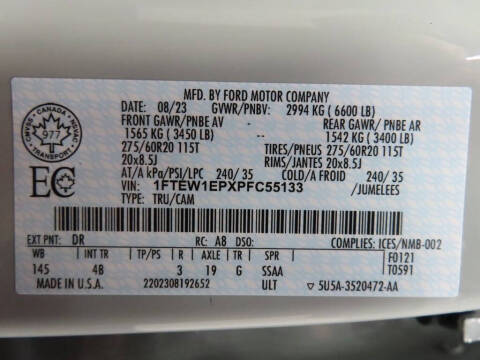 MFD. BY FORD MOTOR COMPANY
DATE: 08/23 GVWR/PNBV: 2994 KG (6600 LB)
FRONT GAWR/PNBE AV REAR GAWR/PNBE AR
1565 KG (3450 LB) 1542 KG (3400 LB)
275/60R20 115T TIRES/PNEUS 275/60R20 115T
20x8.5J RIMS/JANTES 20x8.5J
AT/A kPa/PSI/LPC 240/35 COLD/A FROID 240/35
VIN: 1FTEW1EPXPFC55133 /JUMELEES
TYPE: TRU/CAM
CANADA
977
TRANSPORT
EC
EXT PNT: DR RC: A8 DSO: COMPLIES: ICES/NMB-002
WB INT TR TP/PS R AXLE TR SPR F0121
145 4B 3 19 G SSAA T0591
MADE IN U.S.A. 2202308192652 ULT ▽ 5U5A-3520472-AA